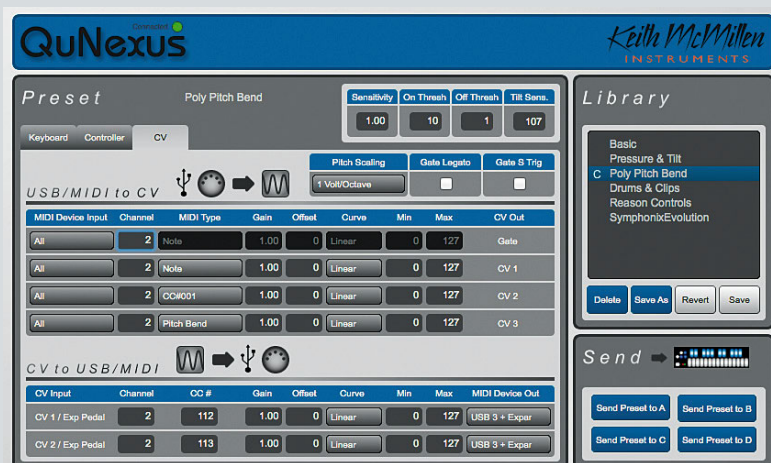 Connected
QuNexus
Keith McMillen
INSTRUMENTS
Preset
Poly Pitch Bend
Sensitivity On Thresh Off Thresh Tilt Sens.
1.00 10 1 107
Keyboard Controller CV
Pitch Scaling Gate Legato Gate S Trig
USB/MIDI to CV
1 Volt/Octave
MIDI Device Input Channel MIDI Type Gain Offset Curve Min Max CV Out
All 2 Note 1.00 0 Linear 0 127 Gate
All 2 Note 1.00 0 Linear 0 127 CV 1
All 2 CC#001 1.00 0 Linear 0 127 CV 2
All 2 Pitch Bend 1.00 0 Linear 0 127 CV 3
CV to USB/MIDI
CV Input Channel CC # Gain Offset Curve Min Max MIDI Device Out
CV 1 / Exp Pedal 2 112 1.00 0 Linear 0 127 USB 3 + Expar
CV 2 / Exp Pedal 2 113 1.00 0 Linear 0 127 USB 3 + Expar
Library
Basic
Pressure & Tilt
C Poly Pitch Bend
Drums & Clips
Reason Controls
SymphonixEvolution
Delete Save As Revert Save
Send
Send Preset to A Send Preset to B
Send Preset to C Send Preset to D